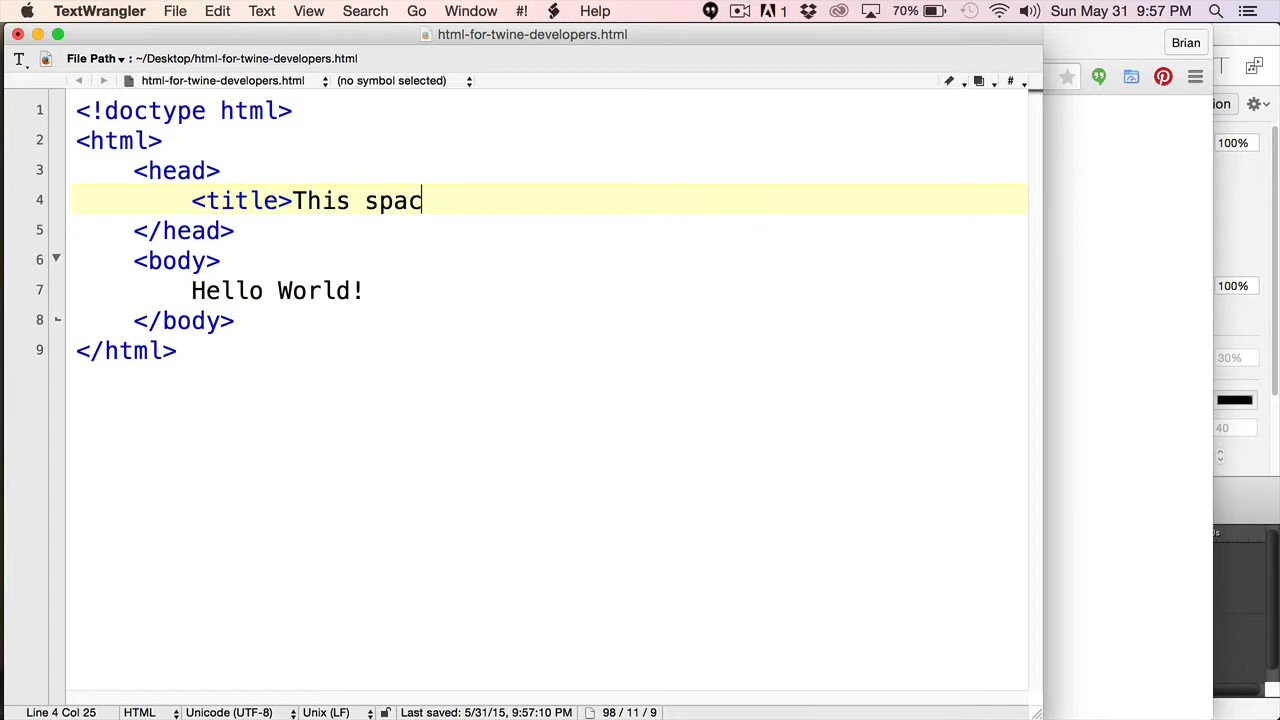 TextWrangler File Edit Text View Search Go Window #! Help 70% Sun May 31 9:57 PM
html-for-twine-developers.html
Brian
File Path : ~/Desktop/html-for-twine-developers.html
html-for-twine-developers.html (no symbol selected) #
ion
1 <!doctype html>
2 <html>
100%
3 <head>
4 <title>This spac
5 </head>
6 <body>
7 Hello World!
100%
8 </body>
9 </html>
30%
40
Line 4 Col 25 HTML Unicode (UTF-8) Unix (LF) Last saved: 5/31/15, 9:57:10 PM 98 / 11 / 9